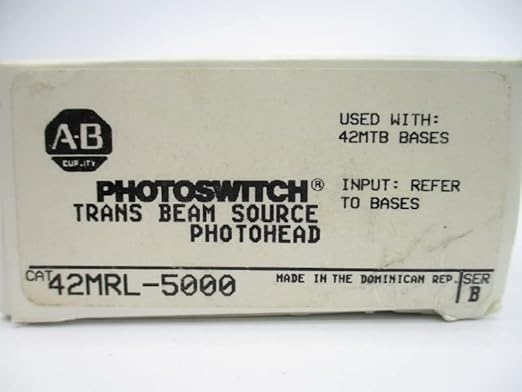 A-B
QUALITY
USED WITH:
42MTB BASES
PHOTOSWITCH®
INPUT: REFER
TO BASES
TRANS BEAM SOURCE
PHOTOHEAD
CAT 42MRL-5000
MADE IN THE DOMINICAN REP.
SER
B